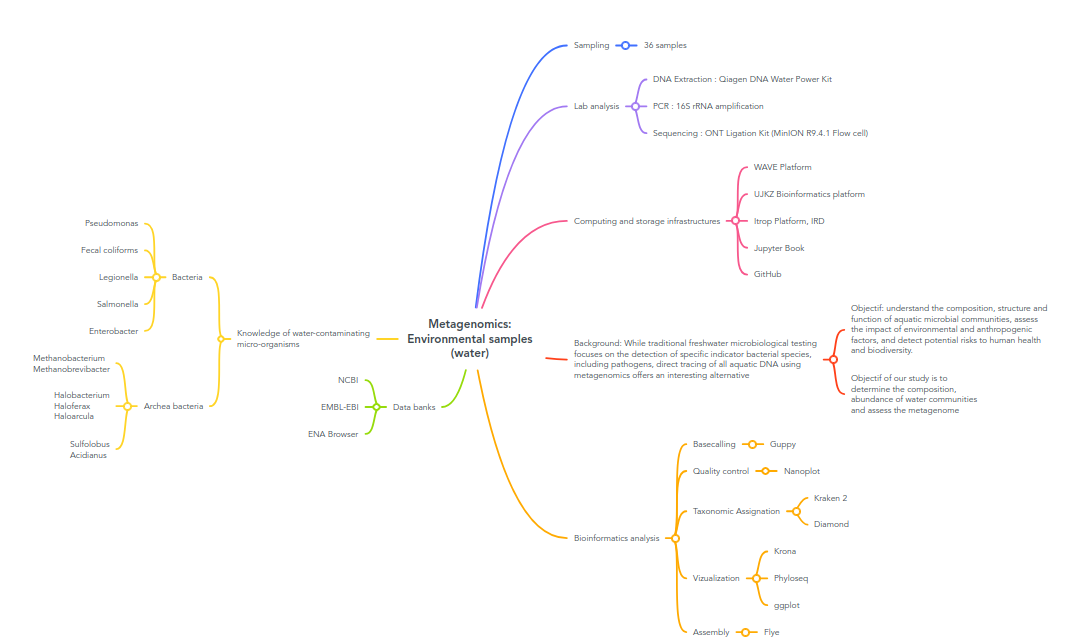 Metagenomics:
Environmental samples
(water)
Sampling
36 samples
Lab analysis
DNA Extraction : Qiagen DNA Water Power Kit
PCR : 16S rRNA amplification
Sequencing : ONT Ligation Kit (MinION R9.4.1 Flow cell)
Computing and storage infrastructures
WAVE Platform
UJKZ Bioinformatics platform
Itrop Platform, IRD
Jupyter Book
GitHub
Background: While traditional freshwater microbiological testing
focuses on the detection of specific indicator bacterial species,
including pathogens, direct tracing of all aquatic DNA using
metagenomics offers an interesting alternative
Objectif: understand the composition, structure and
function of aquatic microbial communities, assess
the impact of environmental and anthropogenic
factors, and detect potential risks to human health
and biodiversity.
Objectif of our study is to
determine the composition,
abundance of water communities
and assess the metagenome
Bioinformatics analysis
Basecalling
Guppy
Quality control
Nanoplot
Taxonomic Assignation
Kraken 2
Diamond
Vizualization
Krona
Phyloseq
ggplot
Assembly
Flye
Knowledge of water-contaminating
micro-organisms
Bacteria
Pseudomonas
Fecal coliforms
Legionella
Salmonella
Enterobacter
Archea bacteria
Methanobacterium
Methanobrevibacter
Halobacterium
Haloferax
Haloarcula
Sulfolobus
Acidianus
Data banks
NCBI
EMBL-EBI
ENA Browser